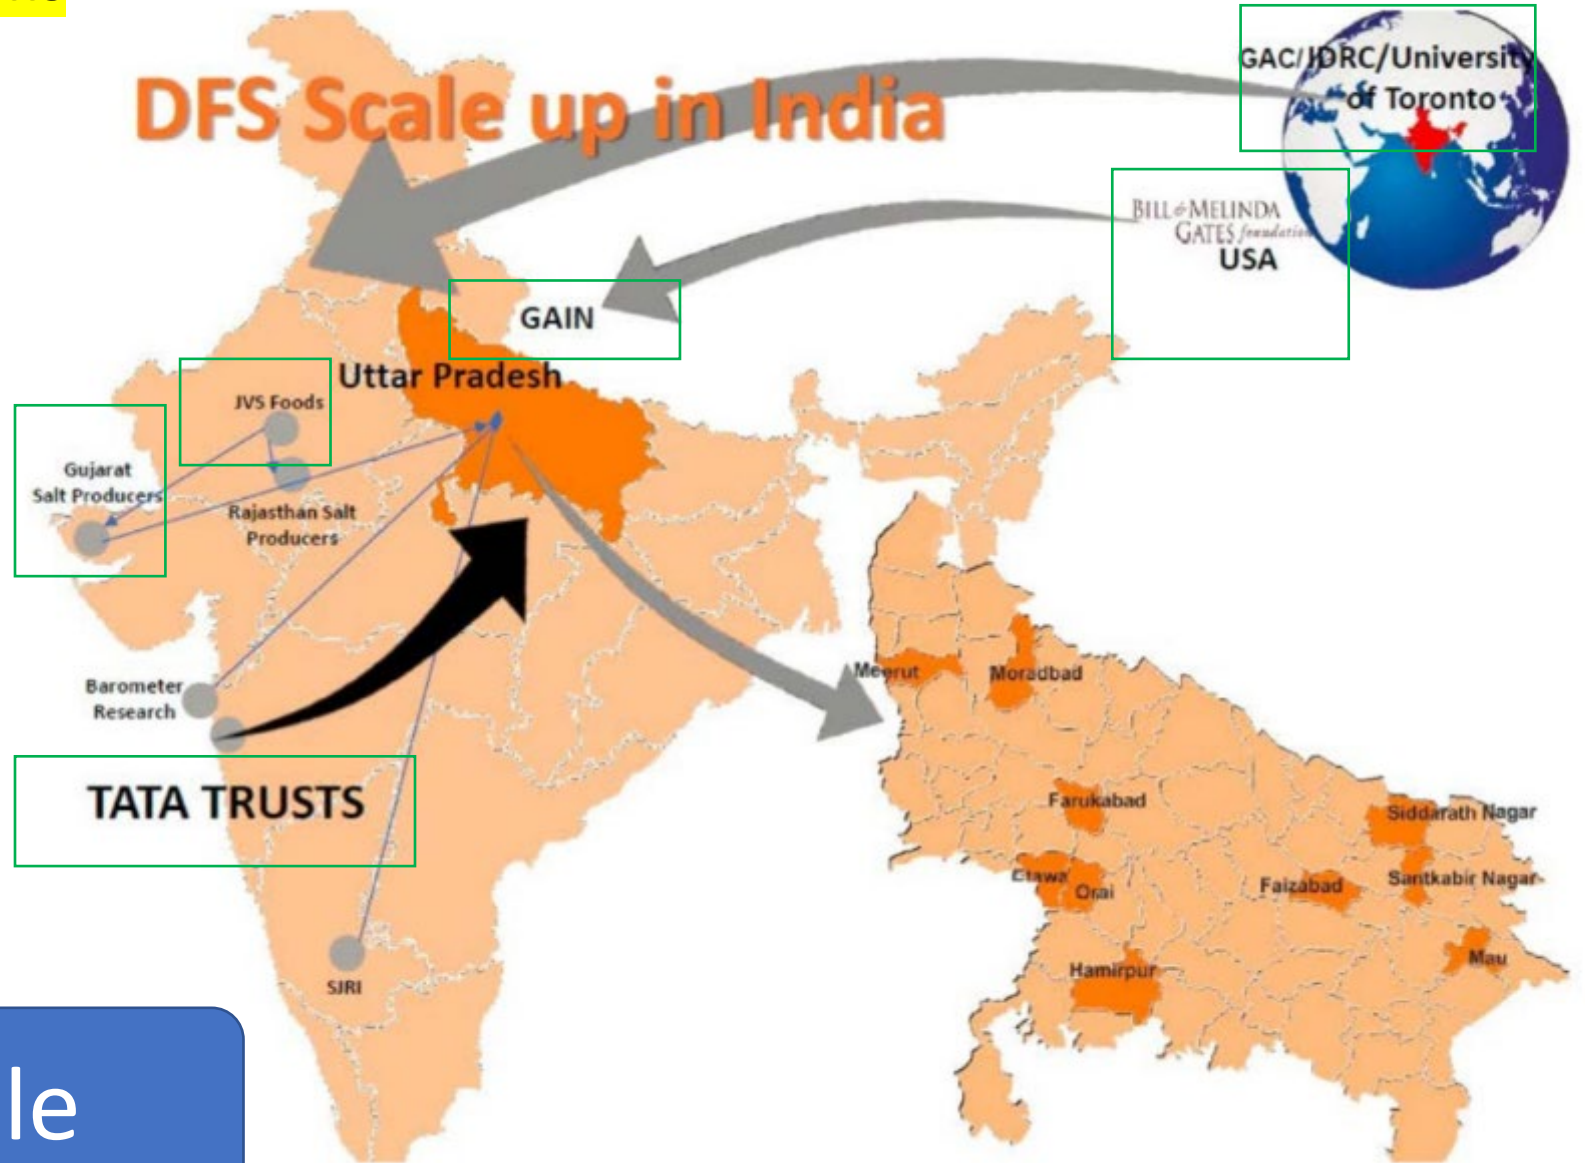 DFS Scale up in India
GAC/IDRC/University
of Toronto
BILL & MELINDA
GATES foundation
USA
GAIN
Uttar Pradesh
JVS Foods
Gujarat
Salt Producers
Rajasthan Salt
Producers
Barometer
Research
TATA TRUSTS
SJRI
Meerut
Moradbad
Farukabad
Siddarath Nagar
Etawa
Orai
Faizabad
Santkabir Nagar
Hamirpur
Mau
le